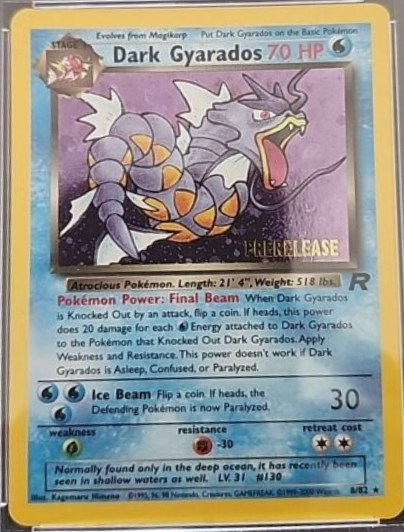 Evolves from Magikarp Put Dark Gyarados on the Basic Pokémon
STAGE
Dark Gyarados 70 HP
PRERELEASE
Atrocious Pokémon. Length: 21' 4", Weight: 518 lbs.
R
Pokémon Power: Final Beam When Dark Gyarados
is Knocked Out by an attack, flip a coin. If heads, this power
does 20 damage for each Energy attached to Dark Gyarados
to the Pokémon that Knocked Out Dark Gyarados. Apply
Weakness and Resistance. This power doesn't work if Dark
Gyarados is Asleep, Confused, or Paralyzed.
Ice Beam Flip a coin. If heads, the
Defending Pokémon is now Paralyzed.
30
weakness resistance retreat cost
-30
Normally found only in the deep ocean, it has recently been
seen in shallow waters as well. LV. 31 #130
Illus. Kagemaru Himeno ©1995, 96, 98 Nintendo, Creatures, GAMEFREAK. ©1999-2000 Wizards. 8/82 ★